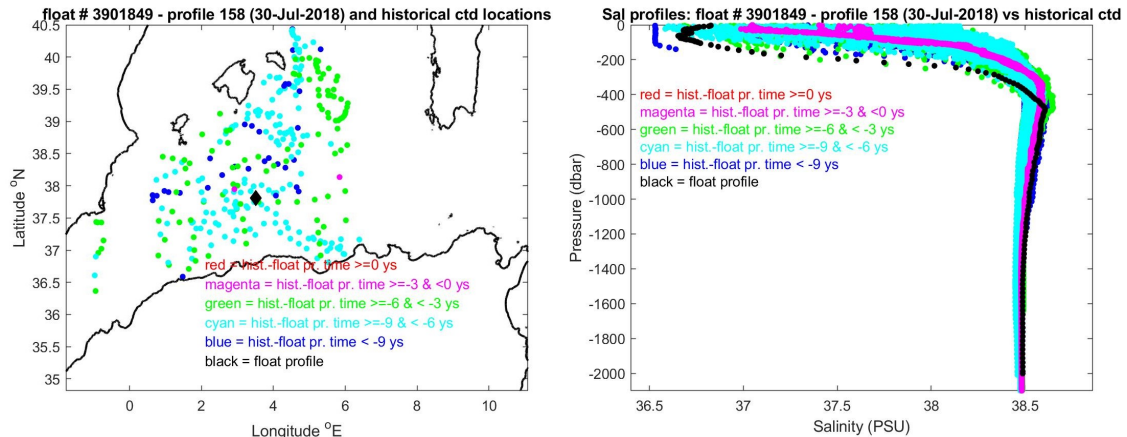 float # 3901849 - profile 158 (30-Jul-2018) and historical ctd locations
40.5
40
39.5
39
38.5
38
37.5
37
36.5
36
35.5
35
Latitude °N
red = hist.-float pr. time >=0 ys
magenta = hist.-float pr. time >=-3 & <0 ys
green = hist.-float pr. time >=-6 & < -3 ys
cyan = hist.-float pr. time >=-9 & < -6 ys
blue = hist.-float pr. time < -9 ys
black = float profile
0 2 4 6 8 10
Longitude °E
Sal profiles: float # 3901849 - profile 158 (30-Jul-2018) vs historical ctd
0
-200
-400
-600
-800
-1000
-1200
-1400
-1600
-1800
-2000
Pressure (dbar)
red = hist.-float pr. time >=0 ys
magenta = hist.-float pr. time >=-3 & <0 ys
green = hist.-float pr. time >=-6 & < -3 ys
cyan = hist.-float pr. time >=-9 & < -6 ys
blue = hist.-float pr. time < -9 ys
black = float profile
36.5 37 37.5 38 38.5
Salinity (PSU)